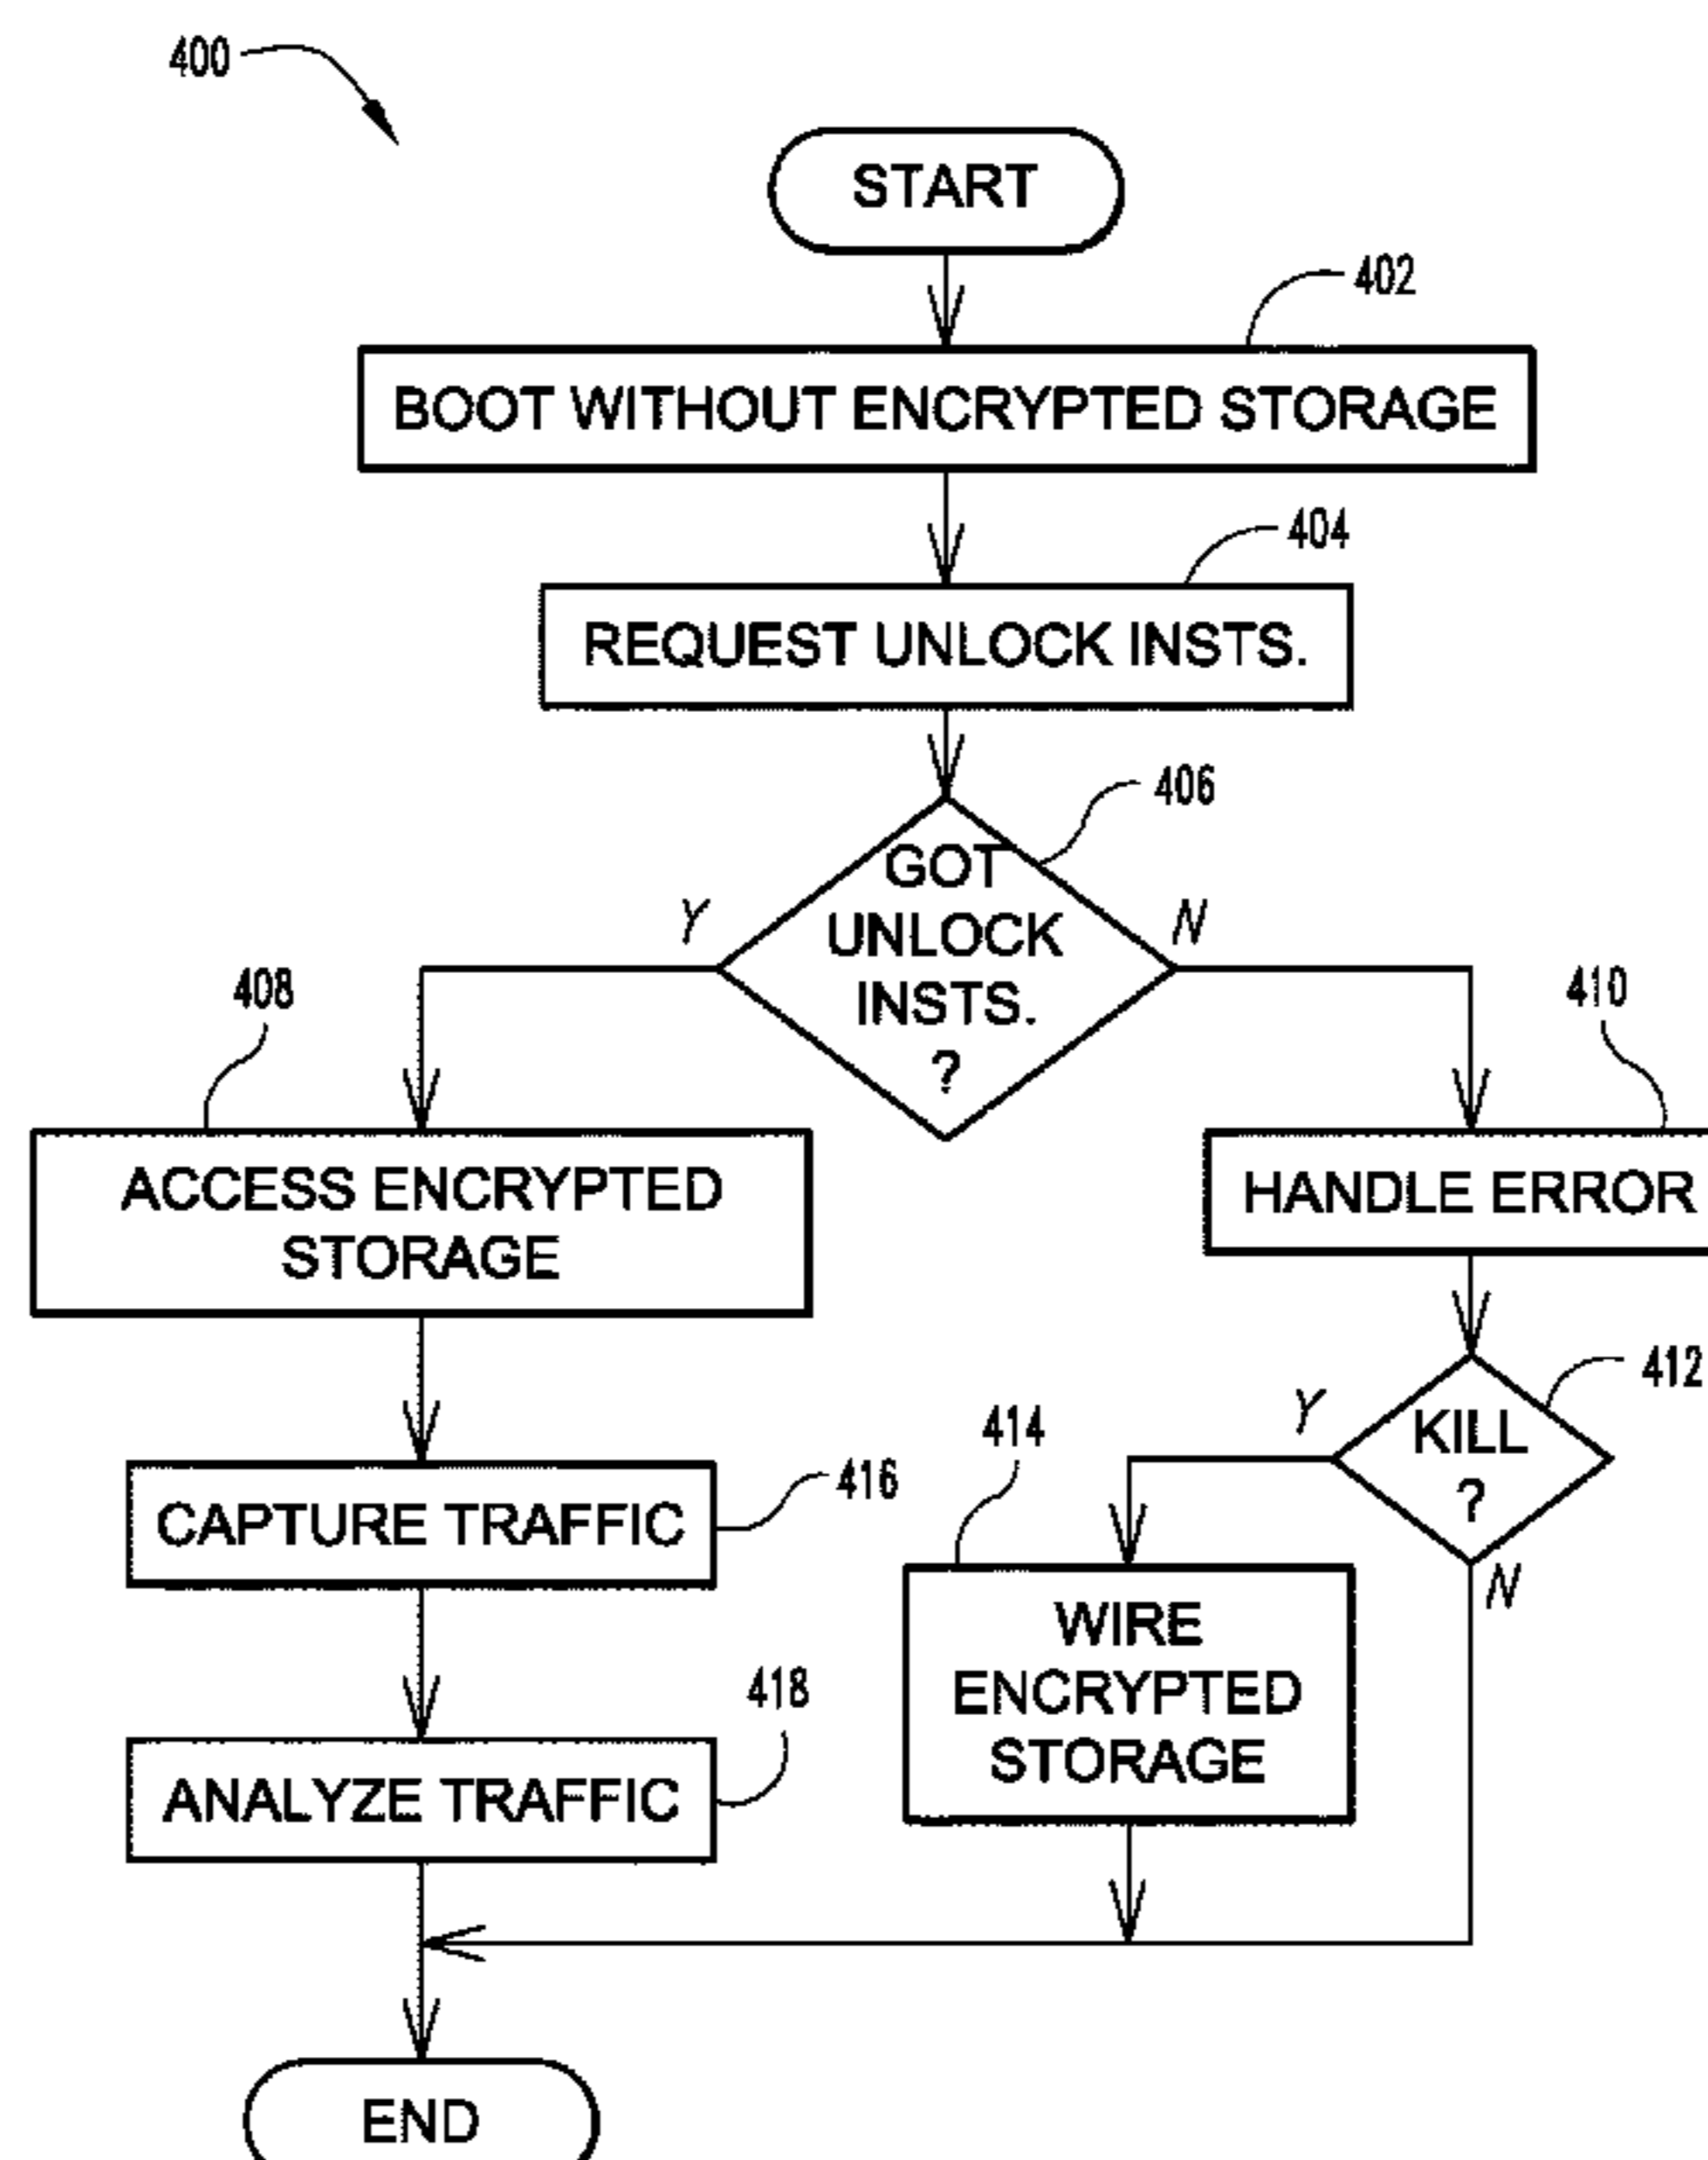 400
START
402
BOOT WITHOUT ENCRYPTED STORAGE
404
REQUEST UNLOCK INSTS.
406
GOT
UNLOCK
INSTS.
?
Y
N
408
410
ACCESS ENCRYPTED
STORAGE
HANDLE ERROR
412
KILL
?
Y
N
414
416
CAPTURE TRAFFIC
WIRE
ENCRYPTED
STORAGE
418
ANALYZE TRAFFIC
END